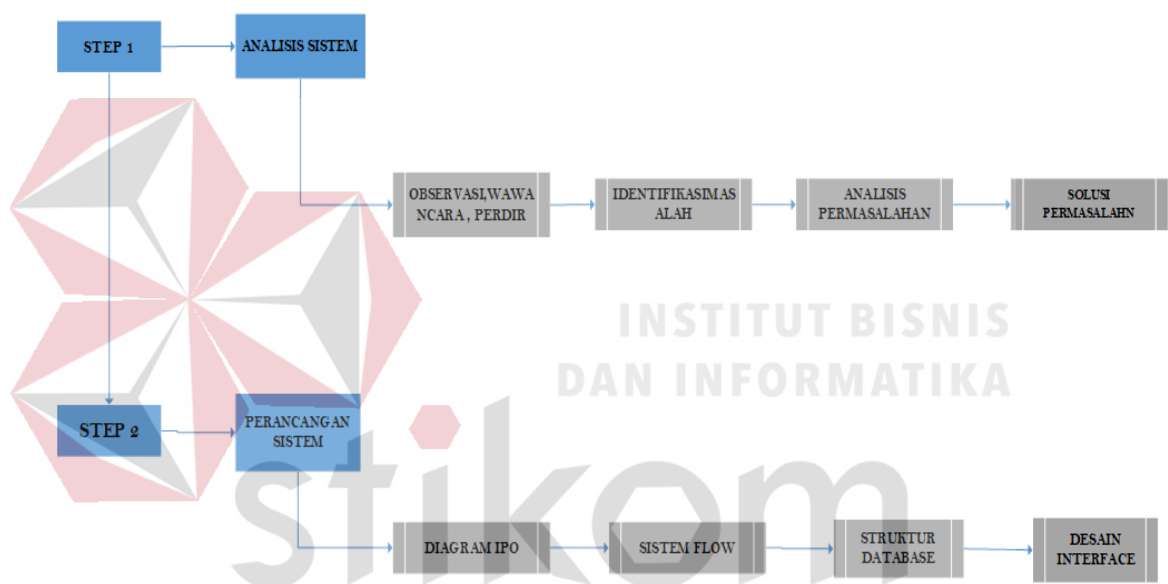 STEP 1
ANALISIS SISTEM
OBSERVASI,WAWA
NCARA , PERDIR
IDENTIFIKASIMAS
ALAH
ANALISIS
PERMASALAHAN
SOLUSI
PERMASALAHN
INSTITUT BISNIS
DAN INFORMATIKA
stikom
STEP 2
PERANCANGAN
SISTEM
DIAGRAM IPO
SISTEM FLOW
STRUKTUR
DATABASE
DESAIN
INTERFACE